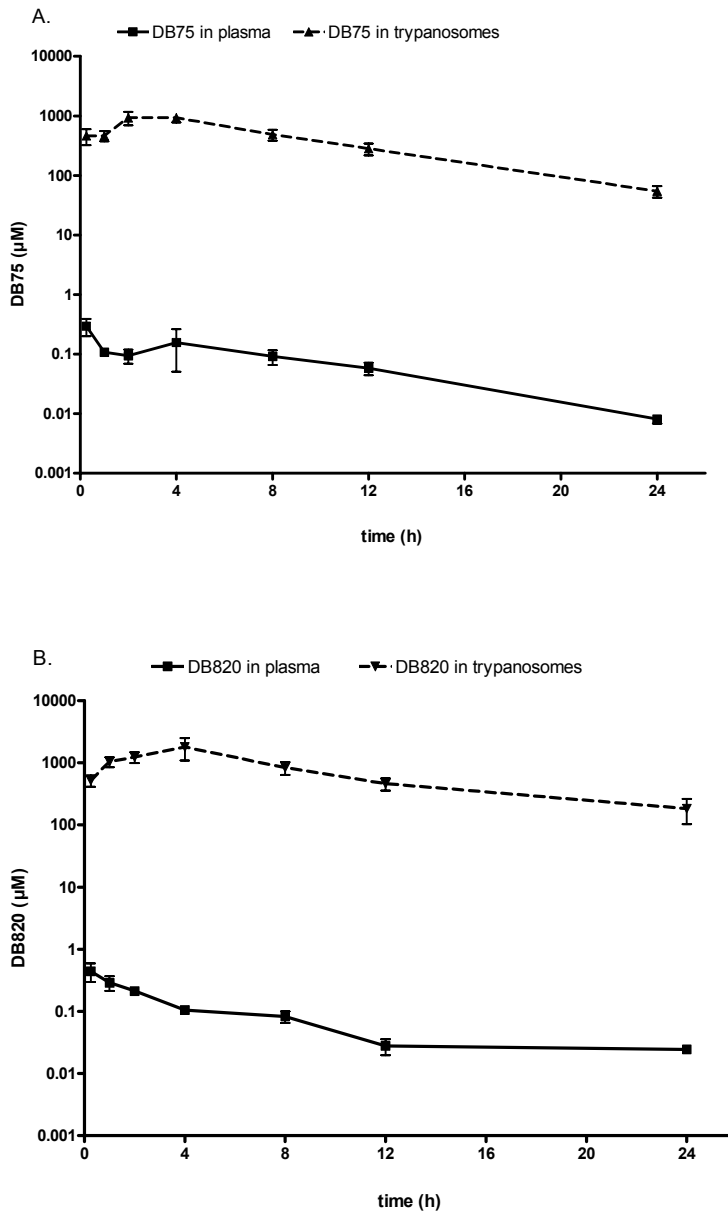 A.
DB75 in plasma DB75 in trypanosomes
10000
1000
100
10
1
0.1
0.01
0.001
DB75 (µM)
0 4 8 12 16 20 24
time (h)
B.
DB820 in plasma DB820 in trypanosomes
10000
1000
100
10
1
0.1
0.01
0.001
DB820 (µM)
0 4 8 12 16 20 24
time (h)